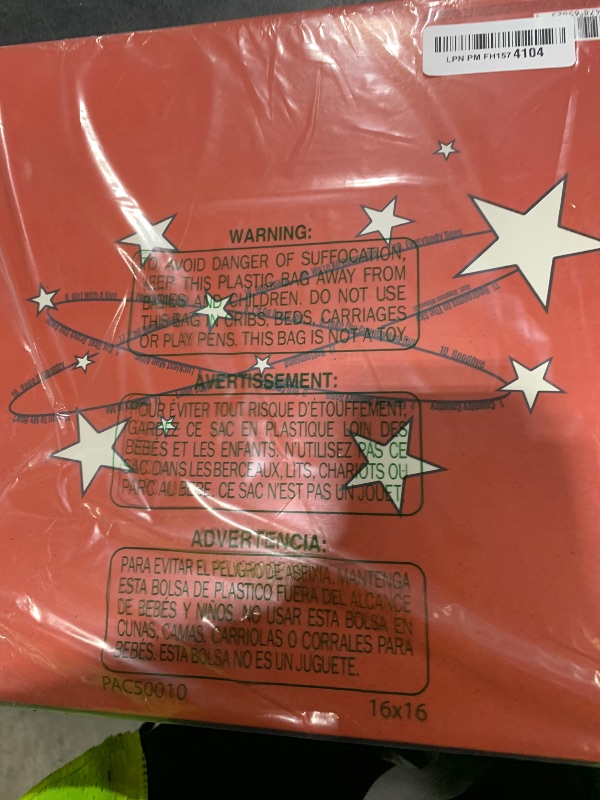 LPN PM FH157 4104
WARNING:
TO AVOID DANGER OF SUFFOCATION,
KEEP THIS PLASTIC BAG AWAY FROM
BABIES AND CHILDREN. DO NOT USE
THIS BAG IN CRIBS, BEDS, CARRIAGES
OR PLAY PENS. THIS BAG IS NOT A TOY.
AVERTISSEMENT:
POUR ÉVITER TOUT RISQUE D'ÉTOUFFEMENT,
GARDEZ CE SAC EN PLASTIQUE LOIN DES
BÉBÉS ET LES ENFANTS. N'UTILISEZ PAS CE
SAC DANS LES BERCEAUX, LITS, CHARIOTS OU
PARC AU BÉBÉ. CE SAC N'EST PAS UN JOUET.
ADVERTENCIA:
PARA EVITAR EL PELIGRO DE ASPIXIA, MANTENGA
ESTA BOLSA DE PLASTICO FUERA DEL ALCANCE
DE BEBÉS Y NIÑOS. NO USAR ESTA BOLSA EN
CUNAS, CAMAS, CARRIOLAS O CORRALES PARA
BEBÉS. ESTA BOLSA NO ES UN JUGUETE.
PAC50010
16x16